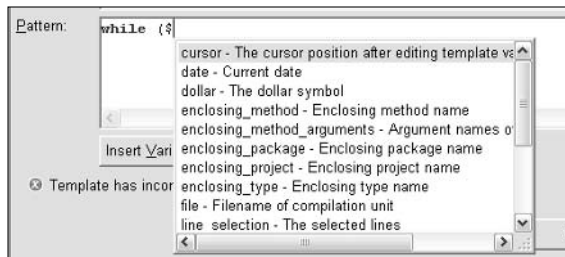 Pattern:
while ($
cursor - The cursor position after editing template va
date - Current date
dollar - The dollar symbol
enclosing_method - Enclosing method name
enclosing_method_arguments - Argument names o
enclosing_package - Enclosing package name
enclosing_project - Enclosing project name
enclosing_type - Enclosing type name
file - Filename of compilation unit
line_selection - The selected lines
Insert Vari
Template has incor